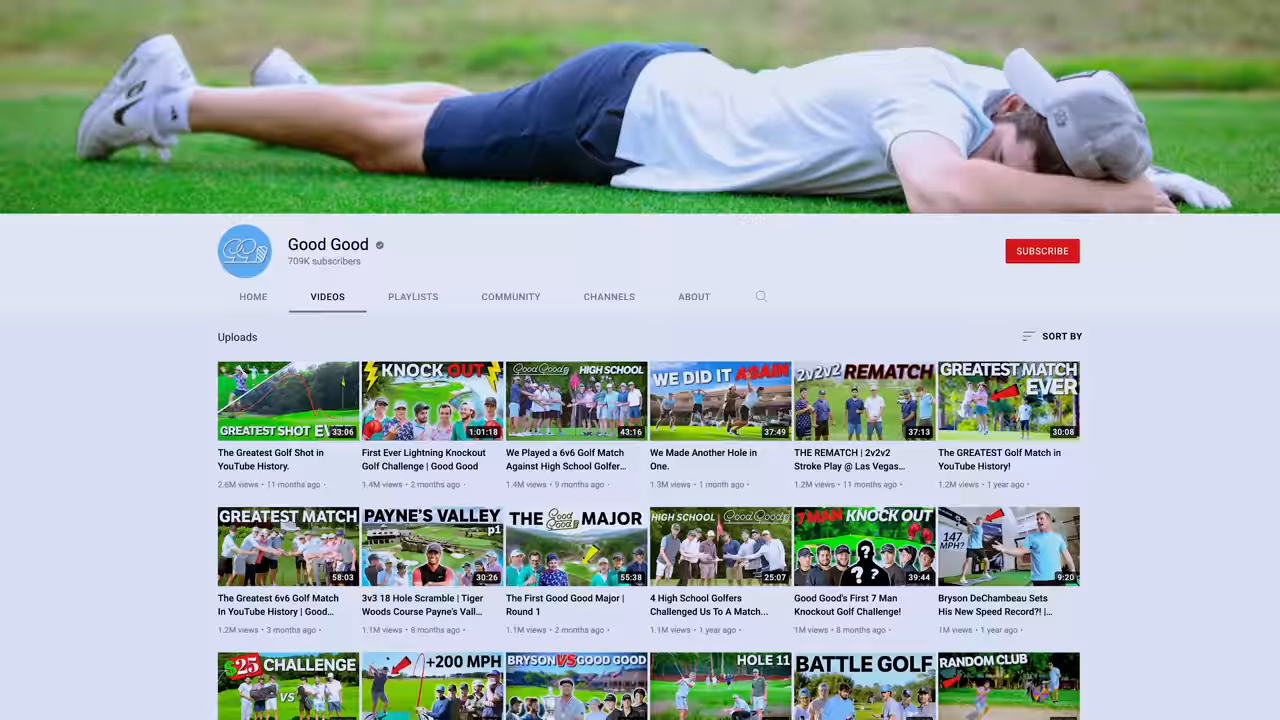 Good Good
709K subscribers
SUBSCRIBE
HOME VIDEOS PLAYLISTS COMMUNITY CHANNELS ABOUT
Uploads
SORT BY
GREATEST SHOT EV
33:06
The Greatest Golf Shot in
YouTube History.
2.6M views • 11 months ago •
KNOCK OUT
1:01:18
First Ever Lightning Knockout
Golf Challenge | Good Good
1.4M views • 2 months ago •
GoodGood HIGH SCHOOL
43:16
We Played a 6v6 Golf Match
Against High School Golfer...
1.4M views • 9 months ago •
WE DID IT AGAIN
37:49
We Made Another Hole in
One.
1.3M views • 1 month ago •
2v2v2 REMATCH
37:13
THE REMATCH | 2v2v2
Stroke Play @ Las Vegas...
1.2M views • 11 months ago •
GREATEST MATCH
EVER
30:08
The GREATEST Golf Match in
YouTube History!
1.2M views • 1 year ago •
GREATEST MATCH
58:03
The Greatest 6v6 Golf Match
In YouTube History | Good...
1.2M views • 3 months ago •
PAYNE'S VALLEY
p1
30:26
3v3 18 Hole Scramble | Tiger
Woods Course Payne's Vall...
1.1M views • 8 months ago •
THE Good Good MAJOR
55:38
The First Good Good Major |
Round 1
1.1M views • 2 months ago •
HIGH SCHOOL GoodGood
25:07
4 High School Golfers
Challenged Us To A Match...
1.1M views • 1 year ago •
7 MAN KNOCK OUT
? ? ?
39:44
Good Good's First 7 Man
Knockout Golf Challenge!
1M views • 8 months ago •
147
MPH?
9:20
Bryson DeChambeau Sets
His New Speed Record?! |...
1M views • 1 year ago •
$25 CHALLENGE
VS
+200 MPH
BRYSON VS GOOD GOOD
HOLE 11
BATTLE GOLF
RANDOM CLUB